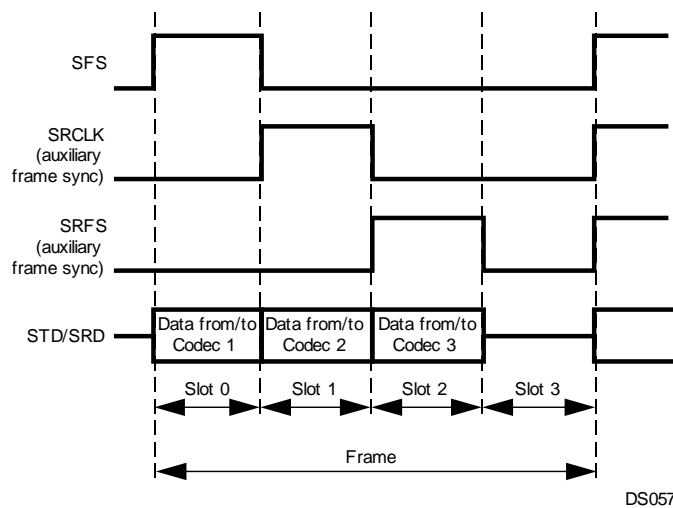 SFS
SRCLK
(auxiliary
frame sync)
SRFS
(auxiliary
frame sync)
STD/SRD
Data from/to
Codec 1
Data from/to
Codec 2
Data from/to
Codec 3
Slot 0
Slot 1
Slot 2
Slot 3
Frame
DS057